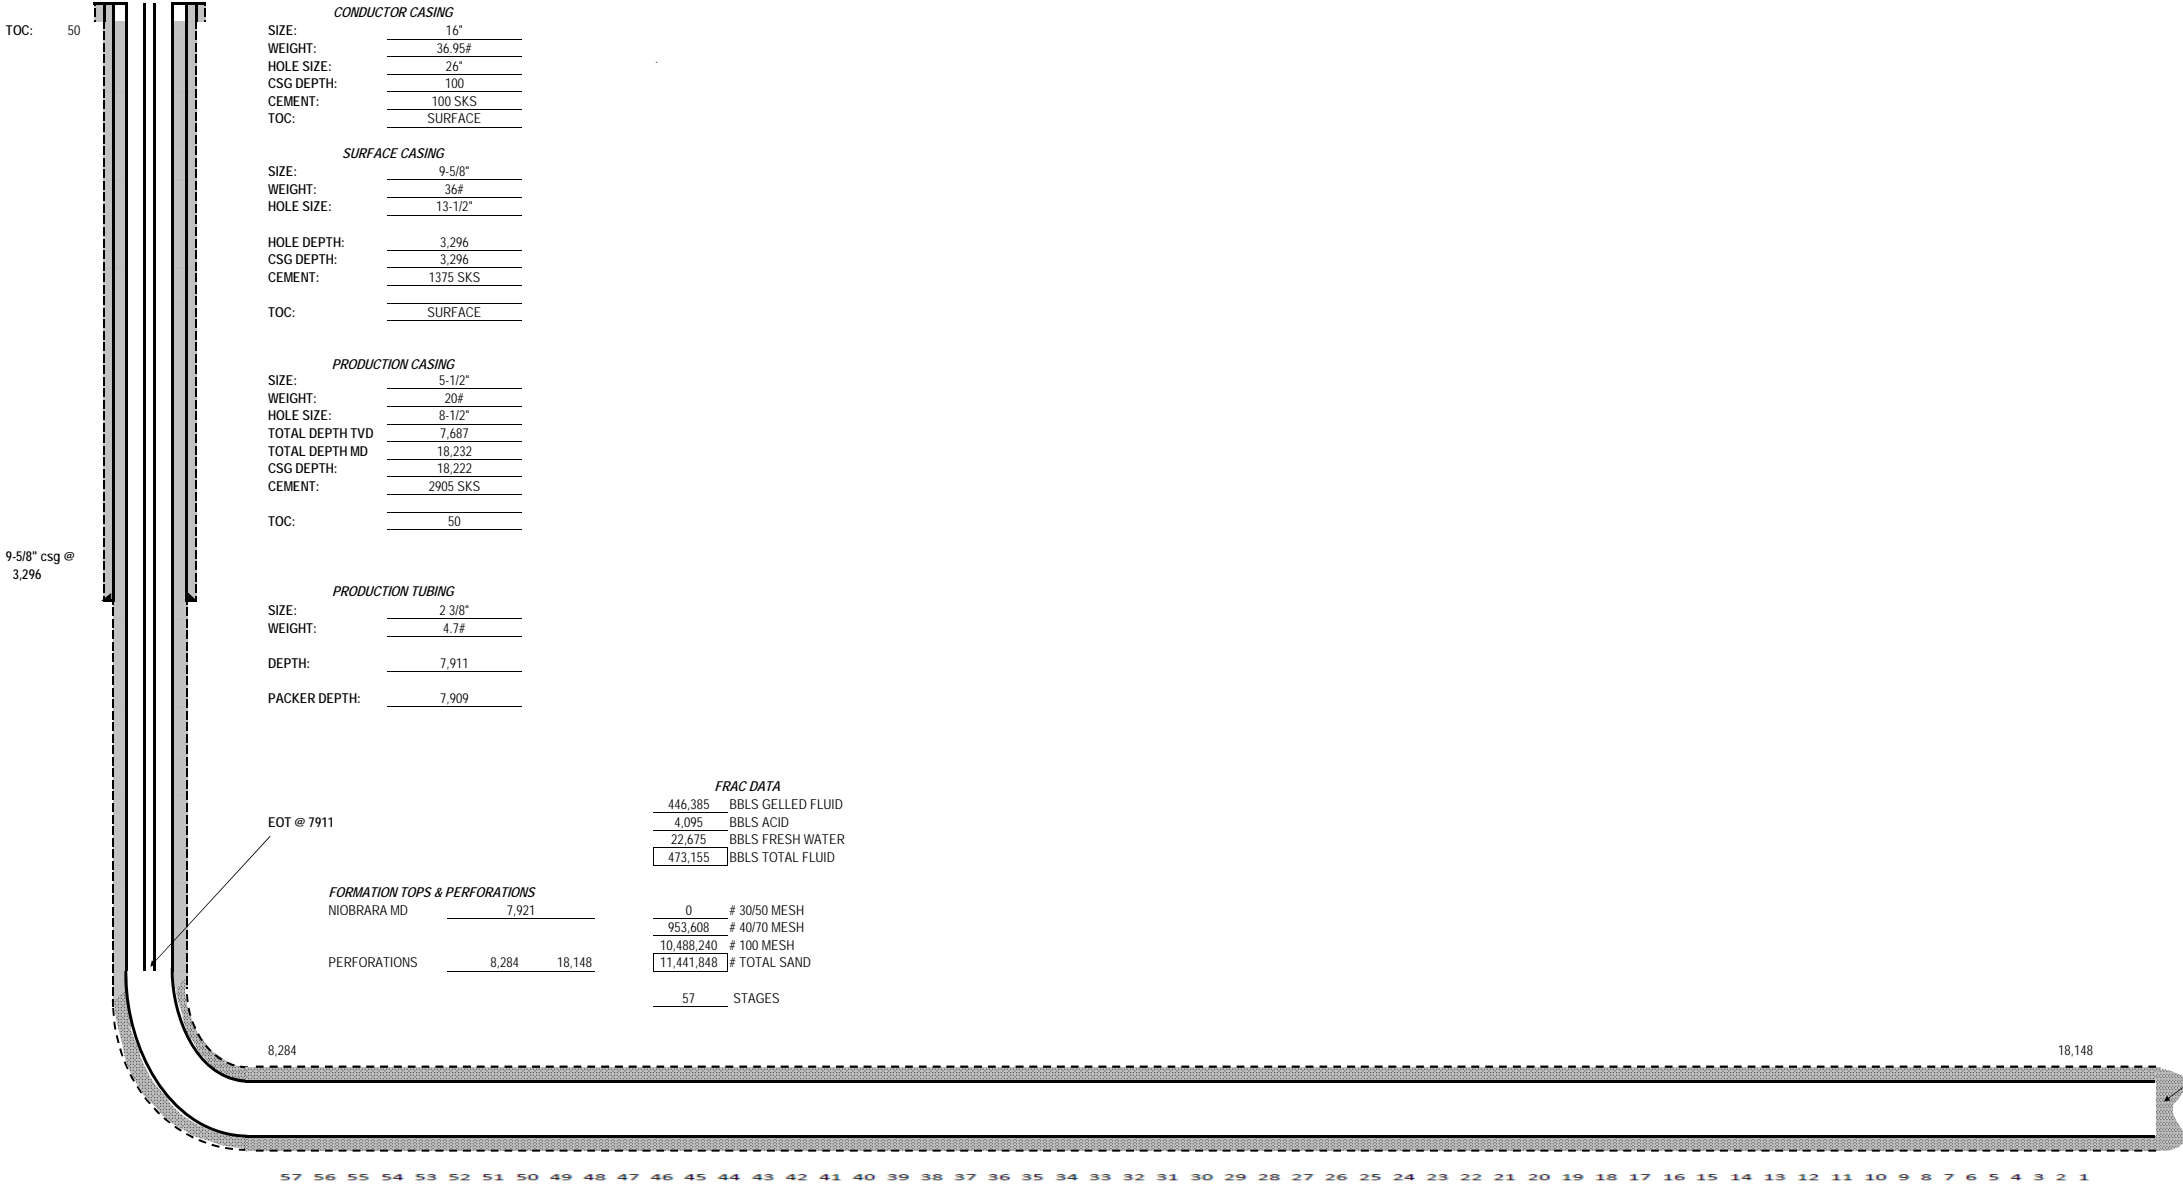 TOC: 50
CONDUCTOR CASING
SIZE: 16"
WEIGHT: 36.95#
HOLE SIZE: 26"
CSG DEPTH: 100
CEMENT: 100 SKS
TOC: SURFACE
SURFACE CASING
SIZE: 9-5/8"
WEIGHT: 36#
HOLE SIZE: 13-1/2"
HOLE DEPTH: 3,296
CSG DEPTH: 3,296
CEMENT: 1375 SKS
TOC: SURFACE
PRODUCTION CASING
SIZE: 5-1/2"
WEIGHT: 20#
HOLE SIZE: 8-1/2"
TOTAL DEPTH TVD 7,687
TOTAL DEPTH MD 18,232
CSG DEPTH: 18,222
CEMENT: 2905 SKS
TOC: 50
9-5/8" csg @
3,296
PRODUCTION TUBING
SIZE: 2 3/8"
WEIGHT: 4.7#
DEPTH: 7,911
PACKER DEPTH: 7,909
EOT @ 7911
FRAC DATA
446,385 BBLS GELLED FLUID
4,095 BBLS ACID
22,675 BBLS FRESH WATER
473,155 BBLS TOTAL FLUID
FORMATION TOPS & PERFORATIONS
NIOBRARA MD 7,921
PERFORATIONS 8,284 18,148
0 # 30/50 MESH
953,608 # 40/70 MESH
10,488,240 # 100 MESH
11,441,848 # TOTAL SAND
57 STAGES
8,284 18,148
57 56 55 54 53 52 51 50 49 48 47 46 45 44 43 42 41 40 39 38 37 36 35 34 33 32 31 30 29 28 27 26 25 24 23 22 21 20 19 18 17 16 15 14 13 12 11 10 9 8 7 6 5 4 3 2 1